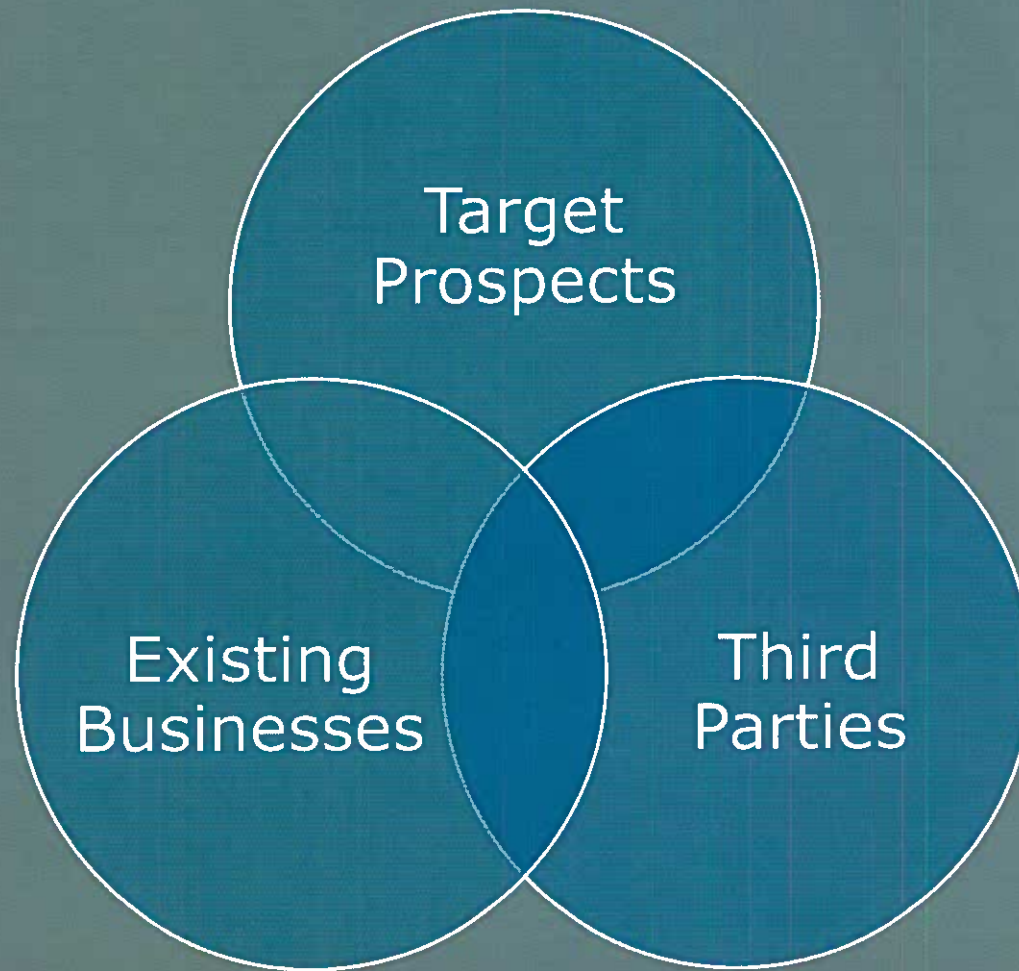 Target
Prospects
Existing
Businesses
Third
Parties